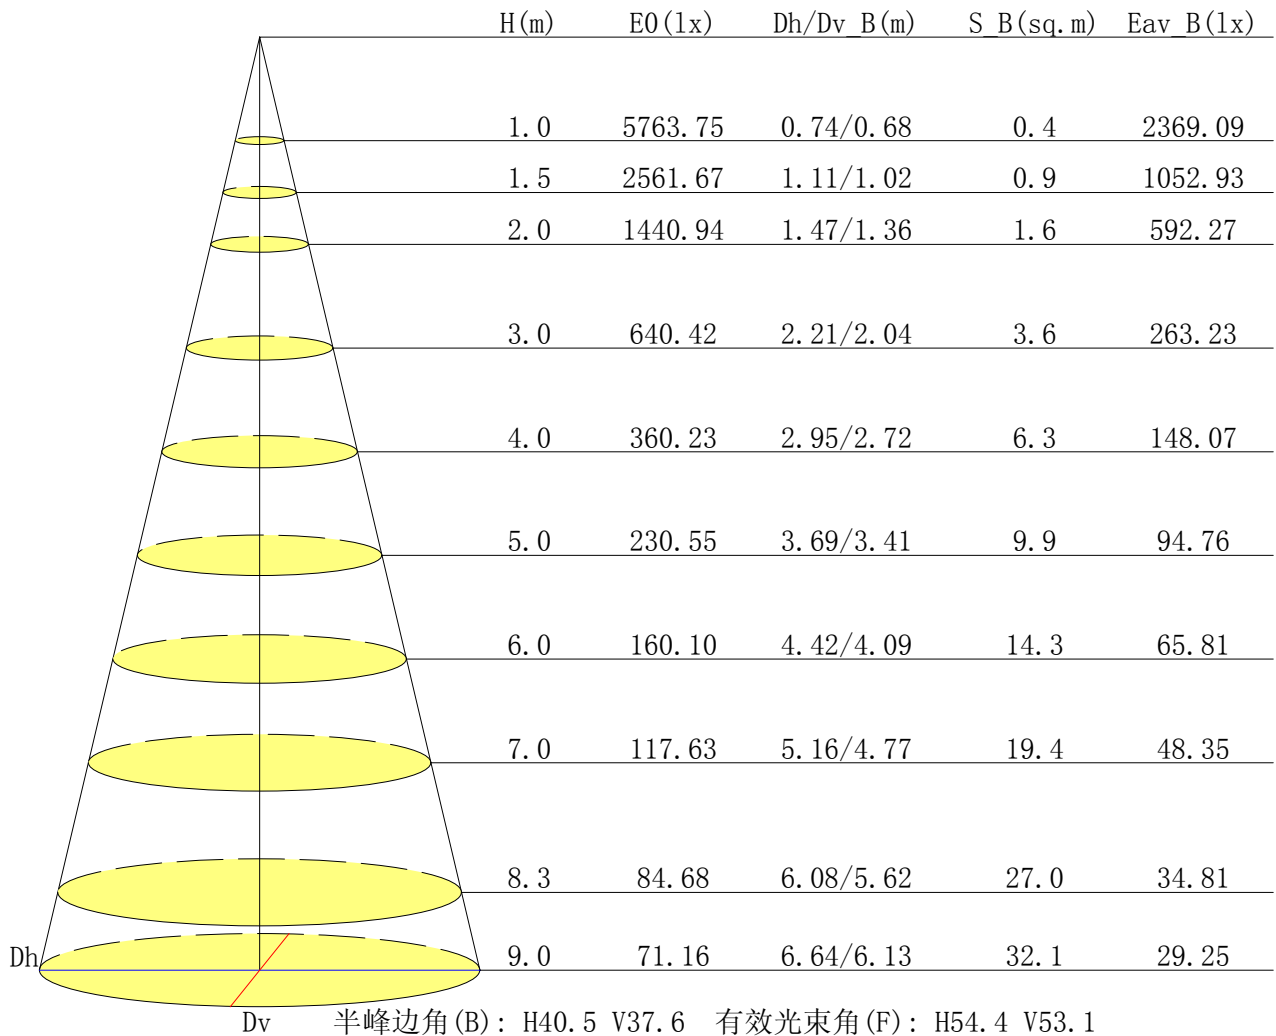 H(m) E0(lx) Dh/Dv_B(m) S_B(sq.m) Eav_B(lx)
1.0 5763.75 0.74/0.68 0.4 2369.09
1.5 2561.67 1.11/1.02 0.9 1052.93
2.0 1440.94 1.47/1.36 1.6 592.27
3.0 640.42 2.21/2.04 3.6 263.23
4.0 360.23 2.95/2.72 6.3 148.07
5.0 230.55 3.69/3.41 9.9 94.76
6.0 160.10 4.42/4.09 14.3 65.81
7.0 117.63 5.16/4.77 19.4 48.35
8.3 84.68 6.08/5.62 27.0 34.81
Dh 9.0 71.16 6.64/6.13 32.1 29.25
Dv 半峰边角(B): H40.5 V37.6 有效光束角(F): H54.4 V53.1